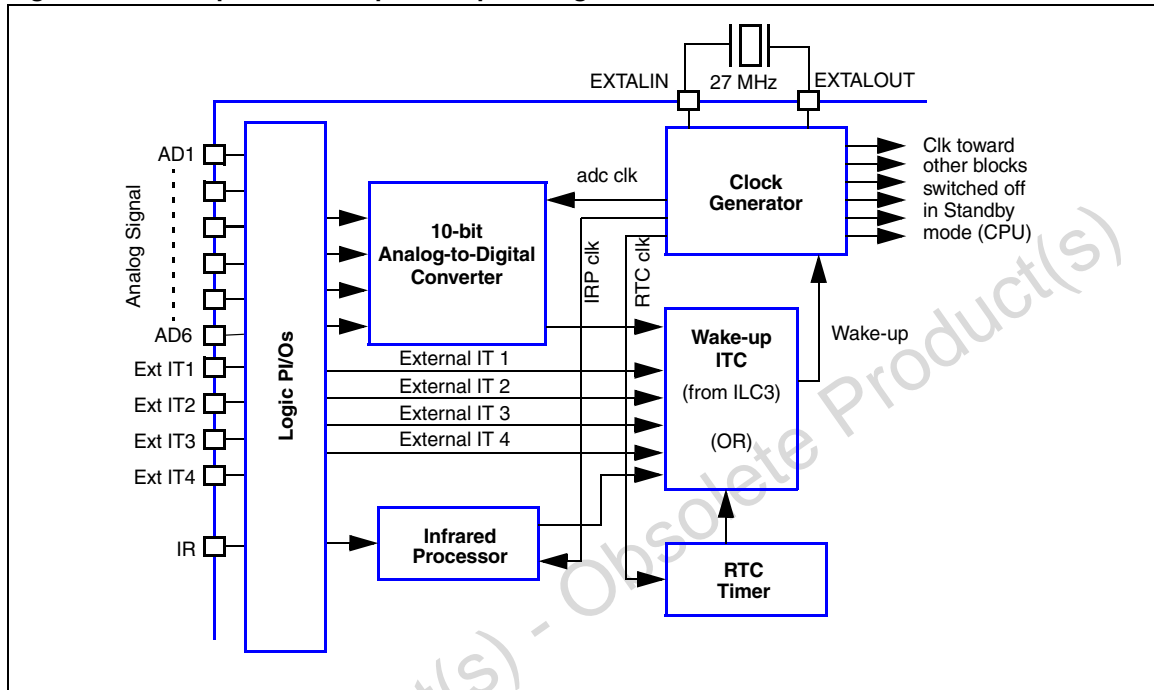 EXTALIN
27 MHz
EXTALOUT
AD1
Analog Signal
AD6
Ext IT1
Ext IT2
Ext IT3
Ext IT4
IR
Logic PI/Os
10-bit
Analog-to-Digital
Converter
adc clk
IRP clk
RTC clk
Clock
Generator
Clk toward
other blocks
switched off
in Standby
mode (CPU)
External IT 1
External IT 2
External IT 3
External IT 4
Wake-up
ITC
(from ILC3)
(OR)
Wake-up
Infrared
Processor
RTC
Timer
(s) - Obsolete Product(s)